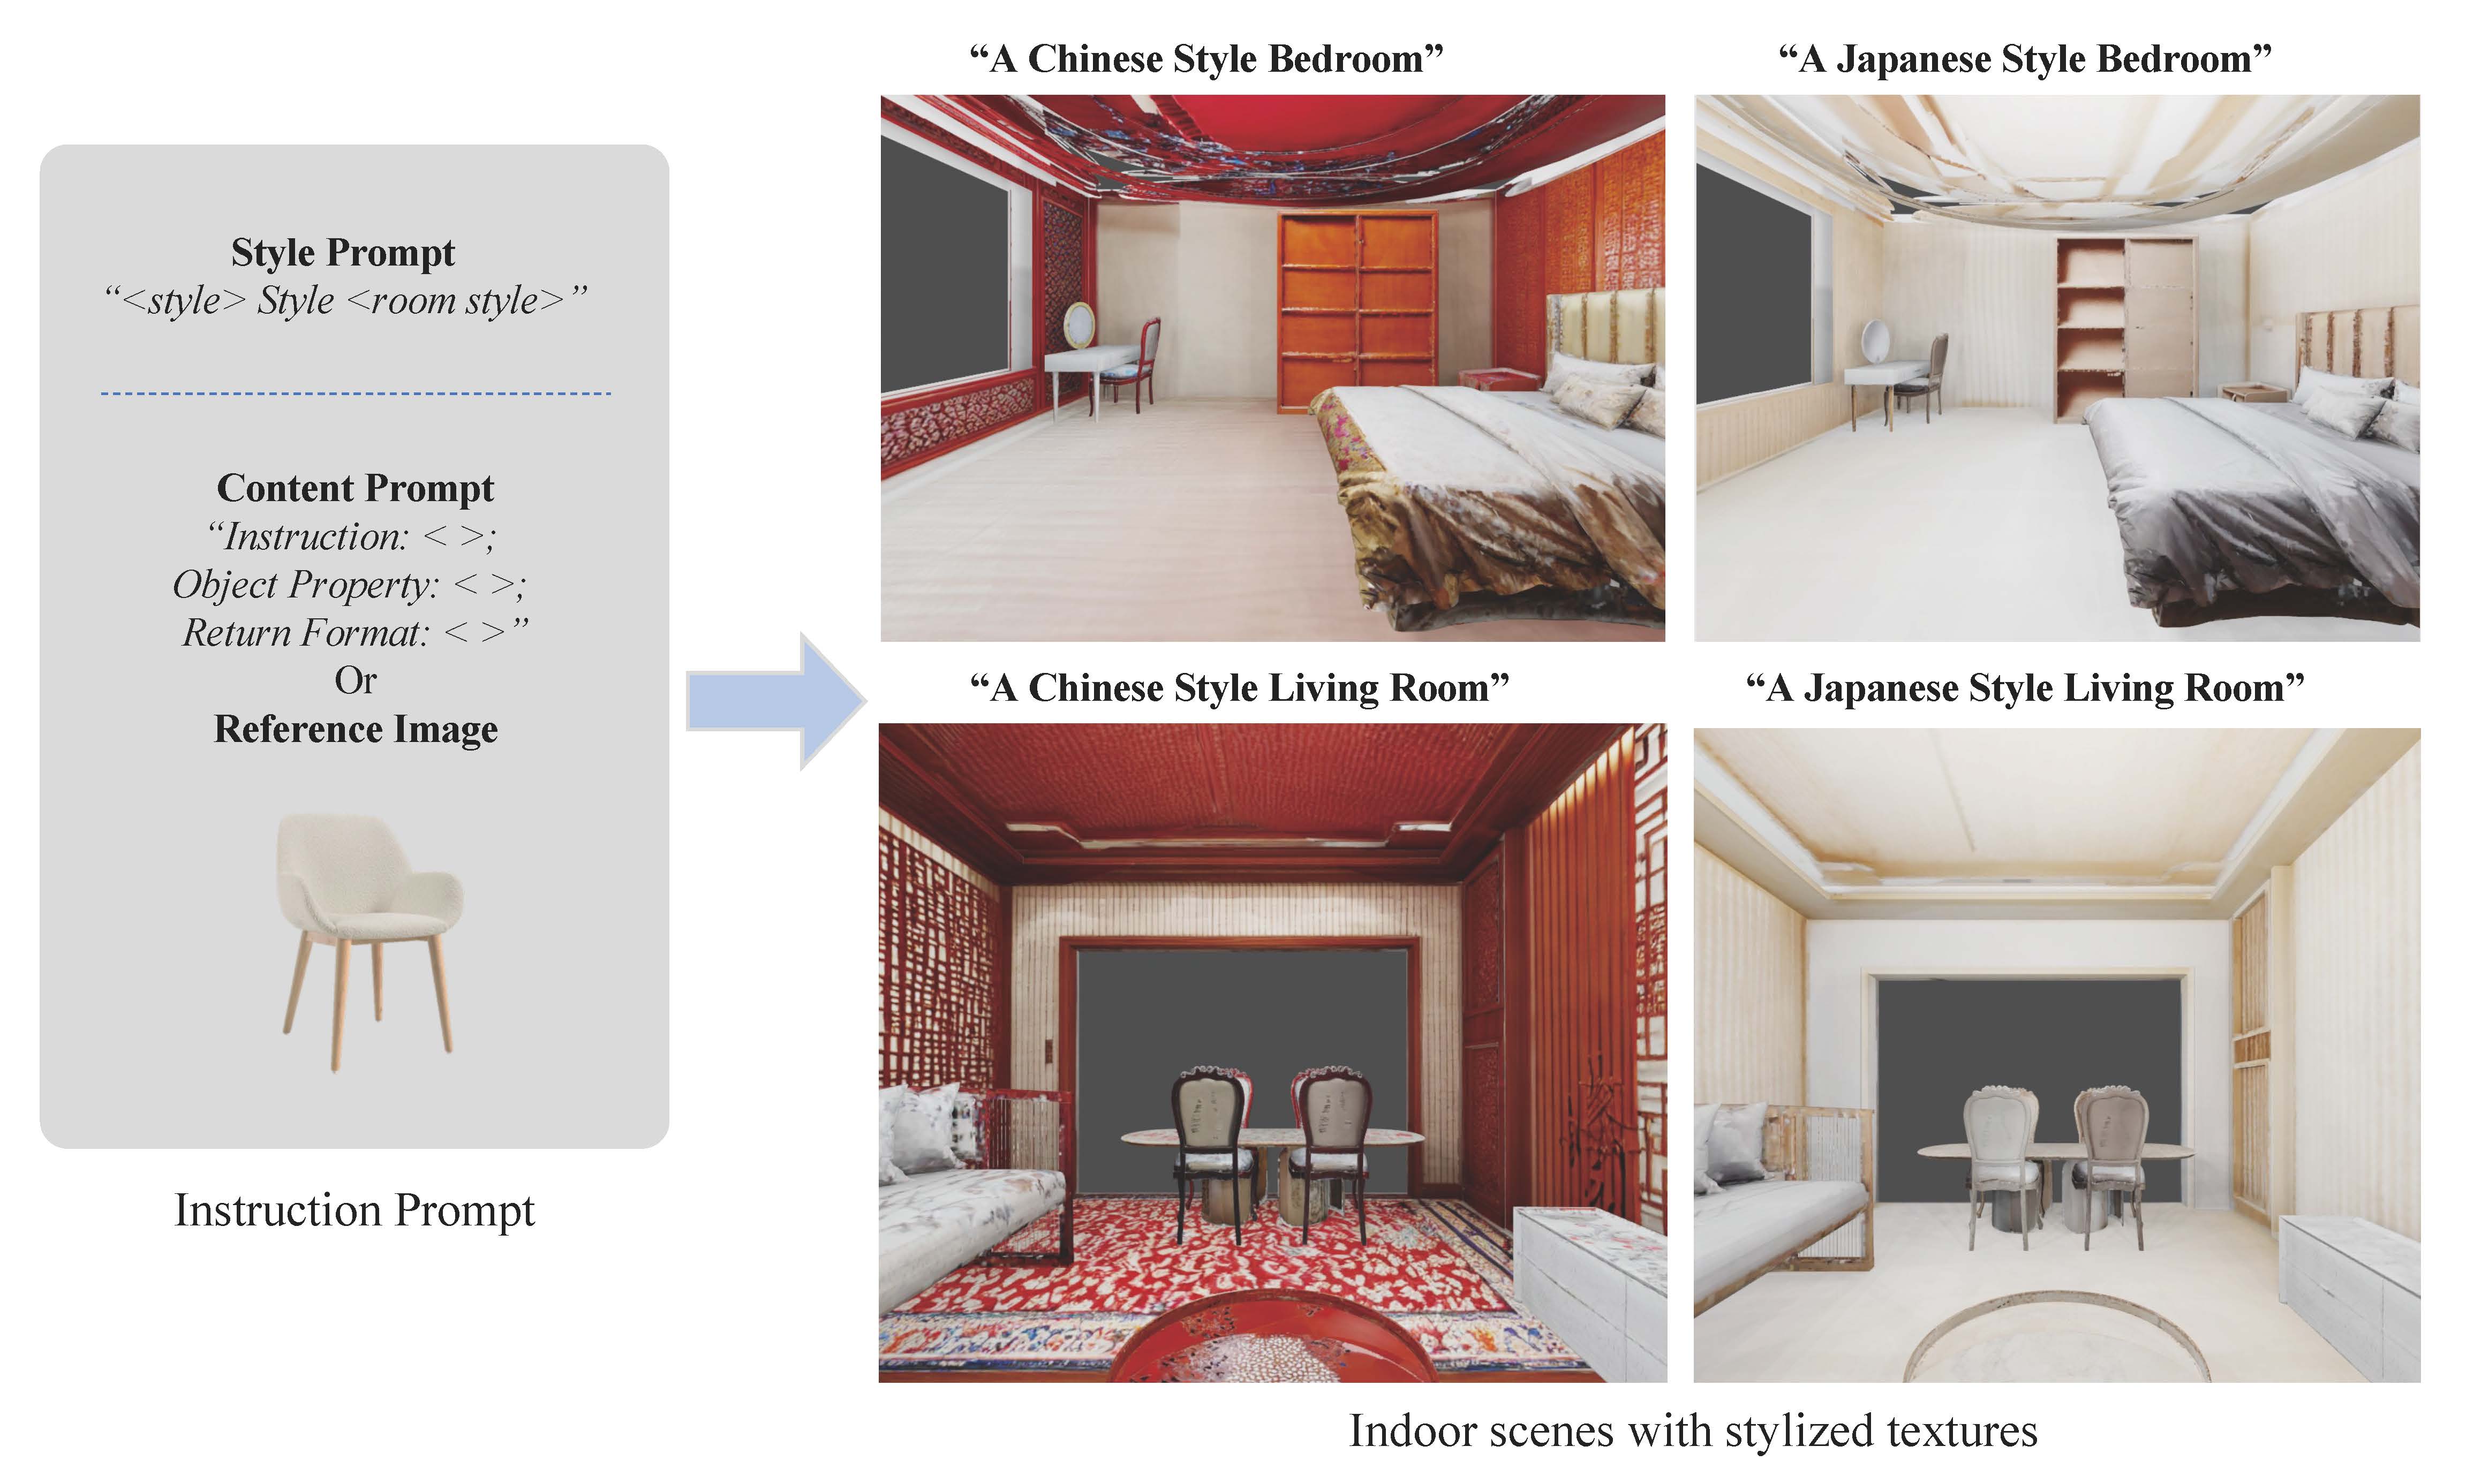 Style Prompt
“<style> Style <room style>”
Content Prompt
“Instruction: < >;
Object Property: < >;
Return Format: < >”
Or
Reference Image
Instruction Prompt
“A Chinese Style Bedroom”
“A Japanese Style Bedroom”
“A Chinese Style Living Room”
“A Japanese Style Living Room”
Indoor scenes with stylized textures